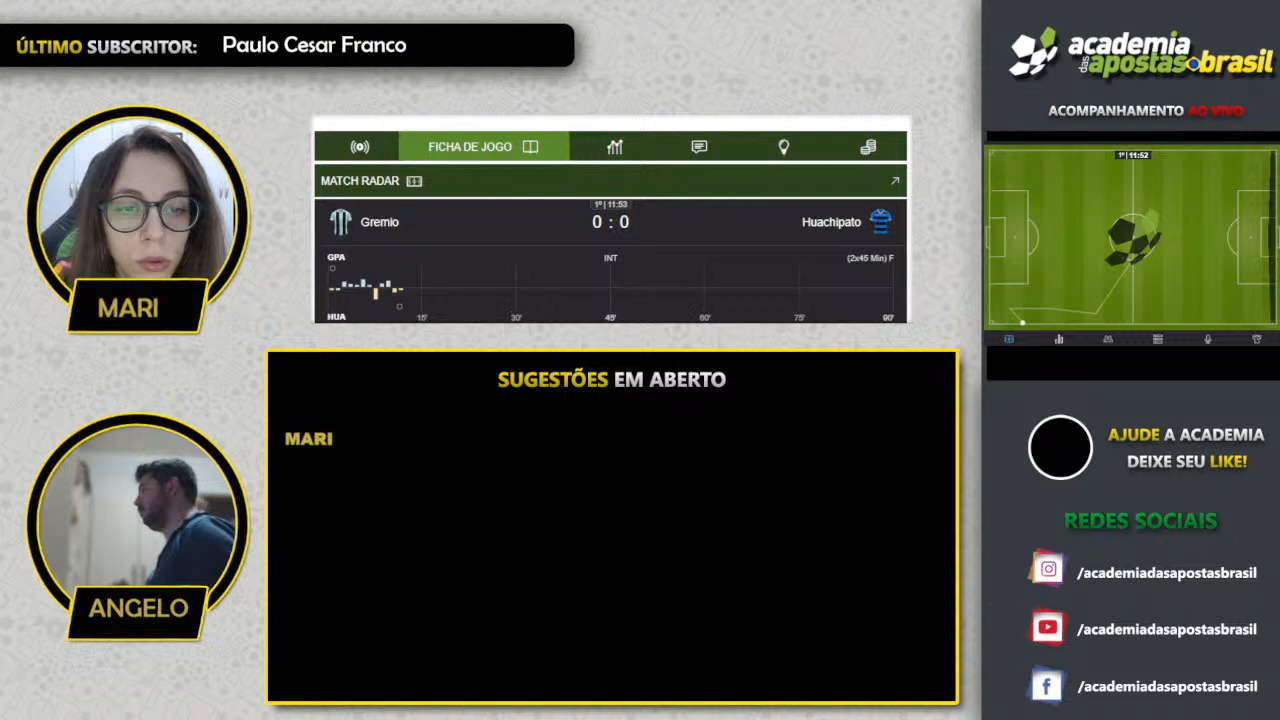 ÚLTIMO SUBSCRITOR: Paulo Cesar Franco
MARI
ANGELO
FICHA DE JOGO
MATCH RADAR
1º | 11:53
Gremio
0 : 0
Huachipato
GPA
INT
(2x45 Min) F
HUA
15'
30'
45'
60'
75'
90'
SUGESTÕES EM ABERTO
MARI
academia
das apostas brasil
ACOMPANHAMENTO AO VIVO
1º | 11:52
AJUDE A ACADEMIA
DEIXE SEU LIKE!
REDES SOCIAIS
/academiadasapostasbrasil
/academiadasapostasbrasil
/academiadasapostasbrasil